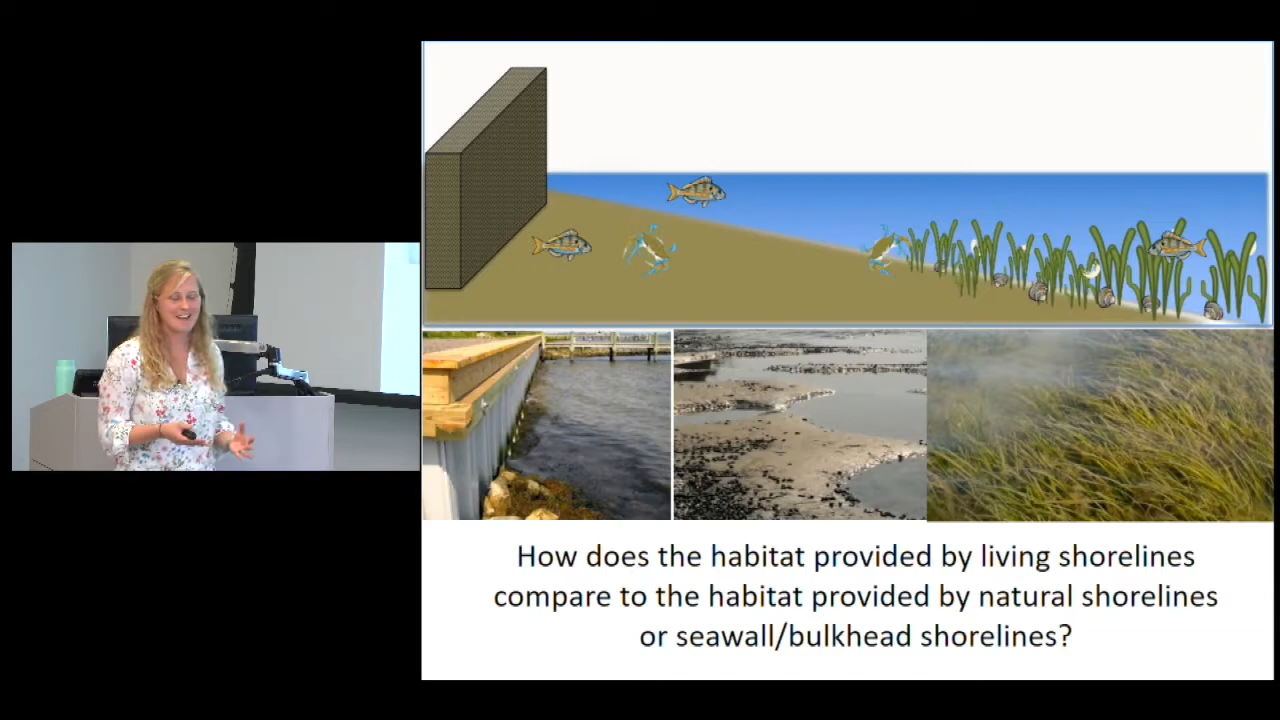 How does the habitat provided by living shorelines
compare to the habitat provided by natural shorelines
or seawall/bulkhead shorelines?